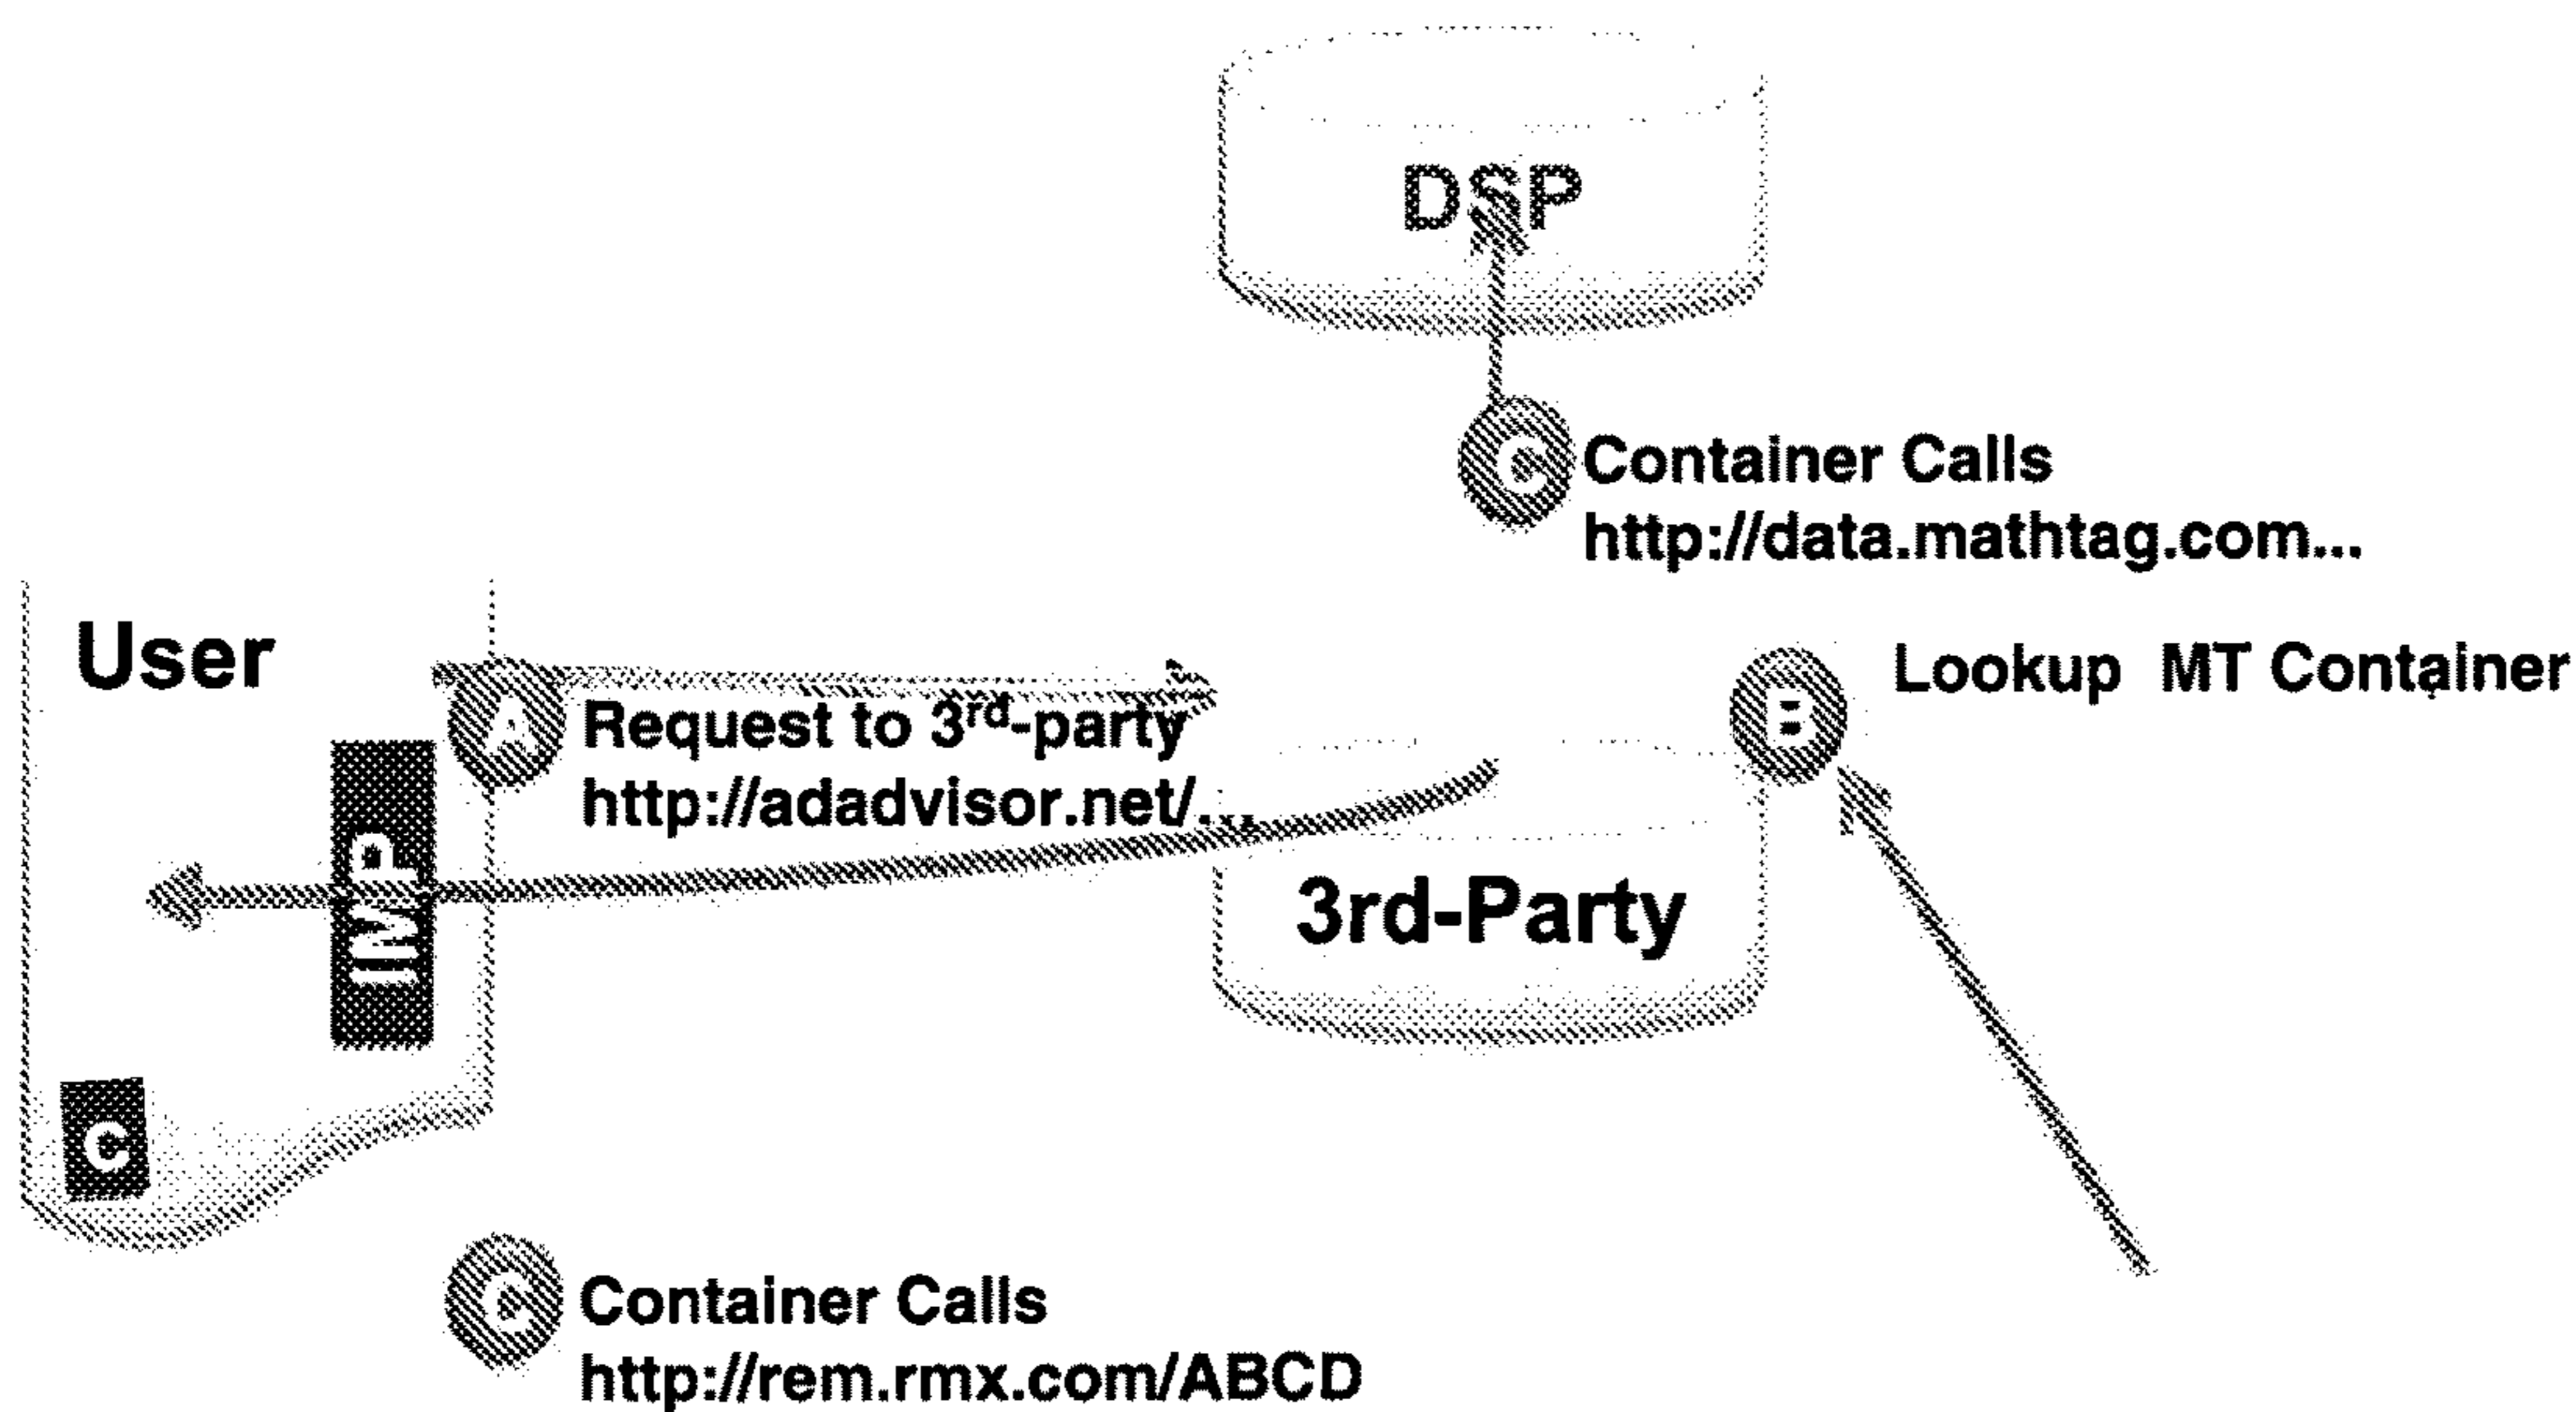 DSP
C Container Calls
http://data.mathtag.com...
User
A Request to 3rd-party
http://adadvisor.net/...
B Lookup MT Container
IMP
3rd-Party
C
C Container Calls
http://rem.rmx.com/ABCD